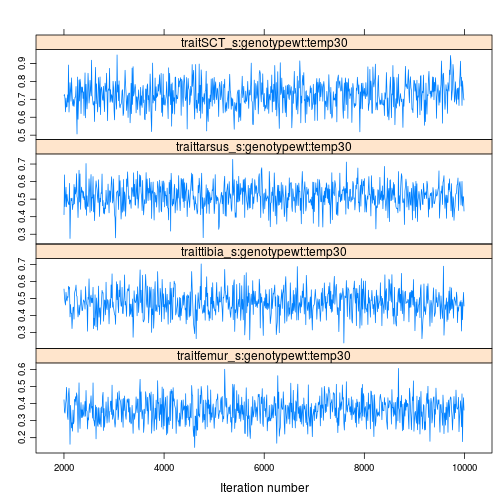 traitSCT_s:genotypewt:temp30
0.5 0.6 0.7 0.8 0.9
traittarsus_s:genotypewt:temp30
0.3 0.4 0.5 0.6 0.7
traittibia_s:genotypewt:temp30
0.3 0.4 0.5 0.6 0.7
traitfemur_s:genotypewt:temp30
0.2 0.3 0.4 0.5 0.6
2000 4000 6000 8000 10000
Iteration number